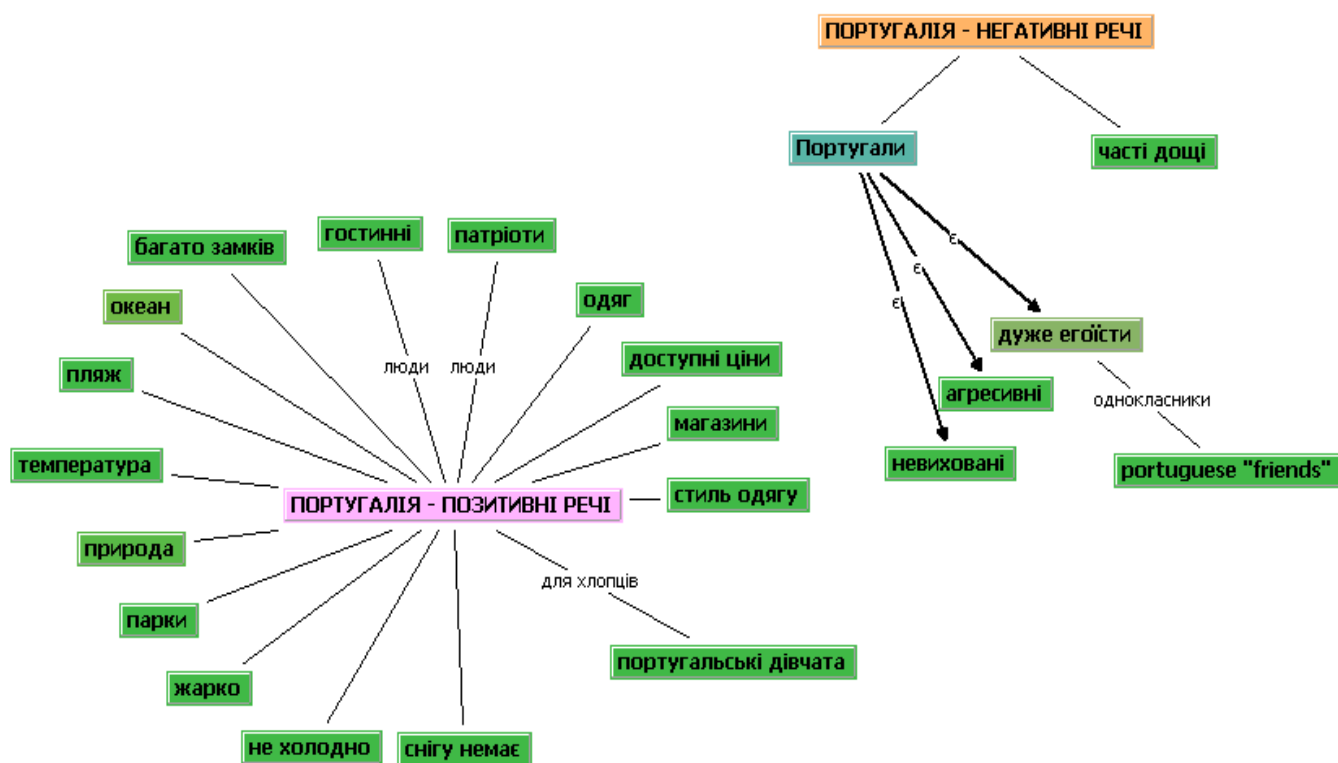 ПОРТУГАЛІЯ - НЕГАТИВНІ РЕЧІ
Португали
часті дощі
є
є
є
дуже егоїсти
агресивні
однокласники
невиховані
portuguese "friends"
гостинні
патріоти
багато замків
океан
одяг
люди
люди
доступні ціни
пляж
магазини
температура
стиль одягу
ПОРТУГАЛІЯ - ПОЗИТИВНІ РЕЧІ
природа
для хлопців
парки
португальські дівчата
жарко
не холодно
снігу немає